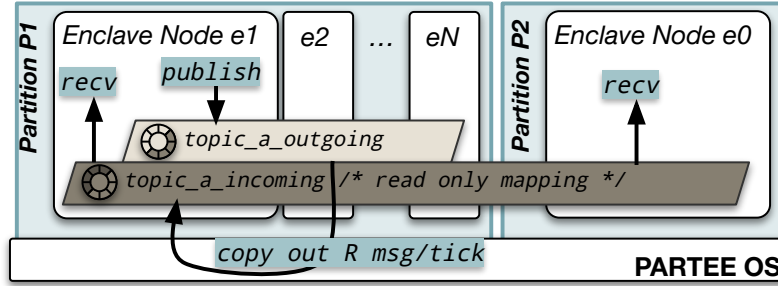 Partition P1
Enclave Node e1
e2
...
eN
Partition P2
Enclave Node e0
recv
publish
recv
topic_a_outgoing
topic_a_incoming /* read only mapping */
copy out R msg/tick
PARTEE OS